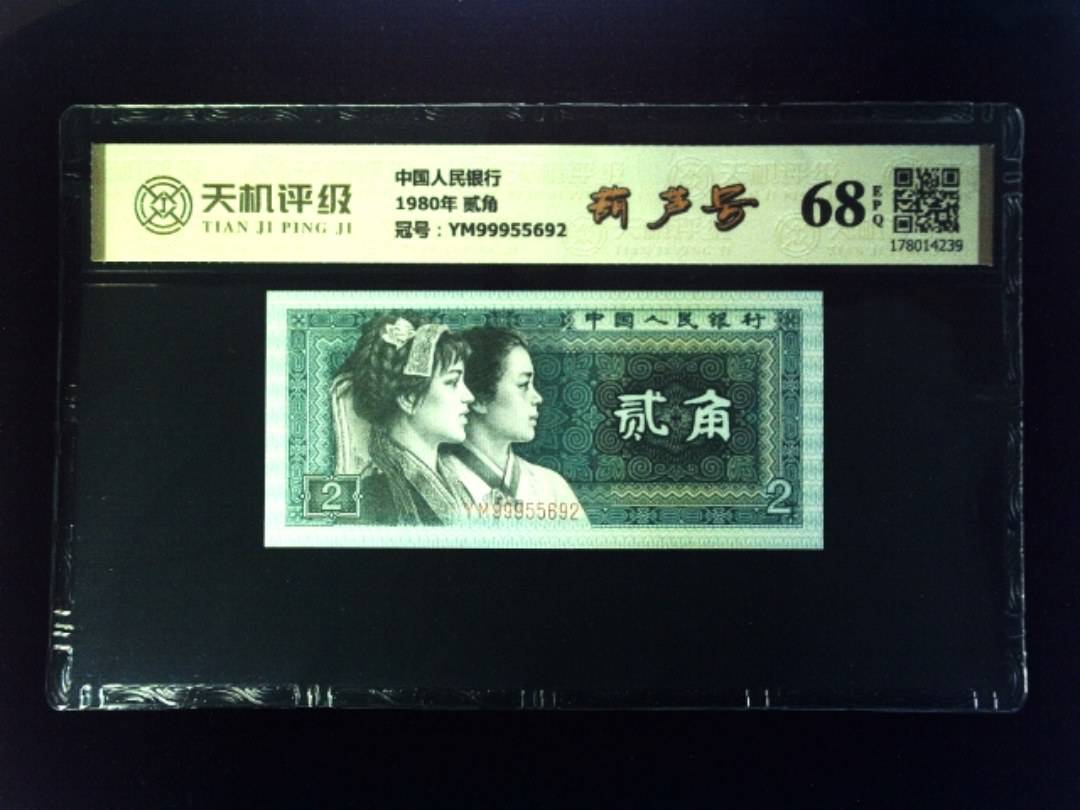 天机评级
TIAN JI PING JI
中国人民银行
1980年 贰角
冠号：YM99955692
葫芦号
68
EPQ
178014239
中国人民银行
贰角
2
YM99955692
2